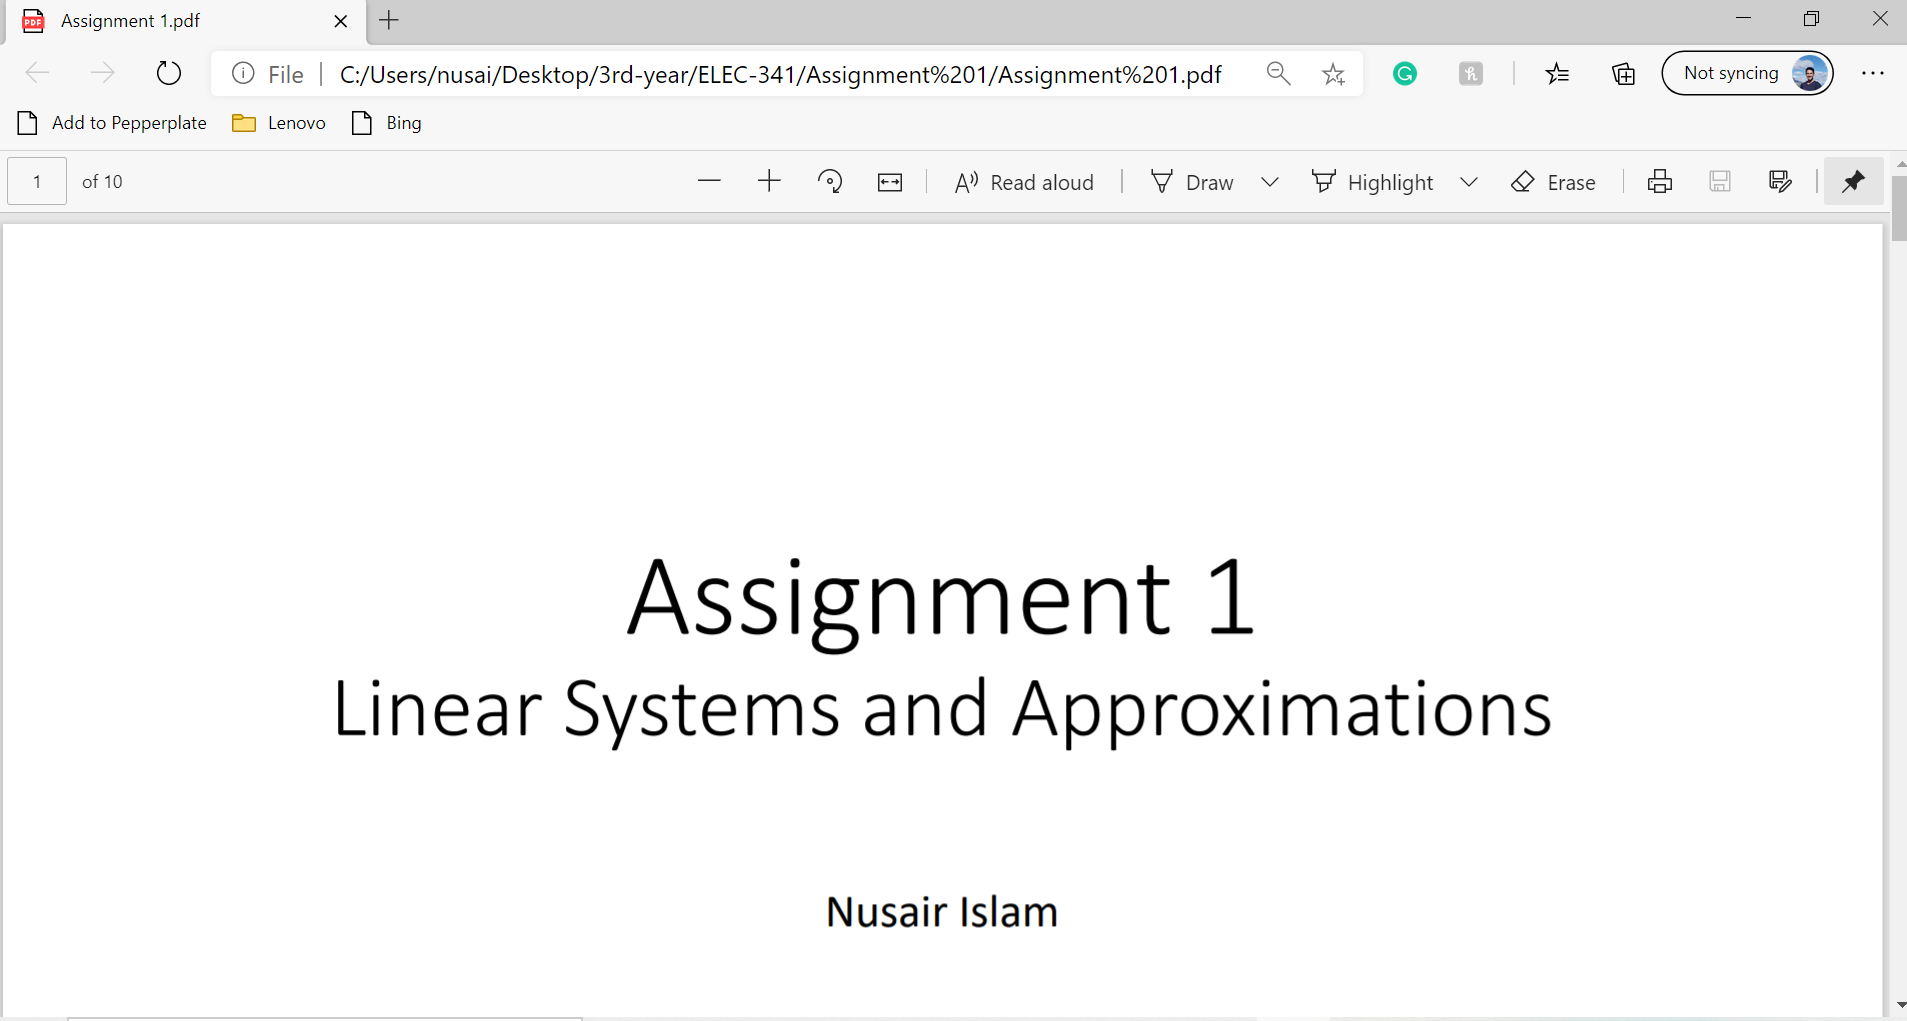 Assignment 1.pdf
File
C:/Users/nusai/Desktop/3rd-year/ELEC-341/Assignment%201/Assignment%201.pdf
Not syncing
Add to Pepperplate
Lenovo
Bing
1 of 10
Read aloud
Draw
Highlight
Erase
Assignment 1
Linear Systems and Approximations
Nusair Islam